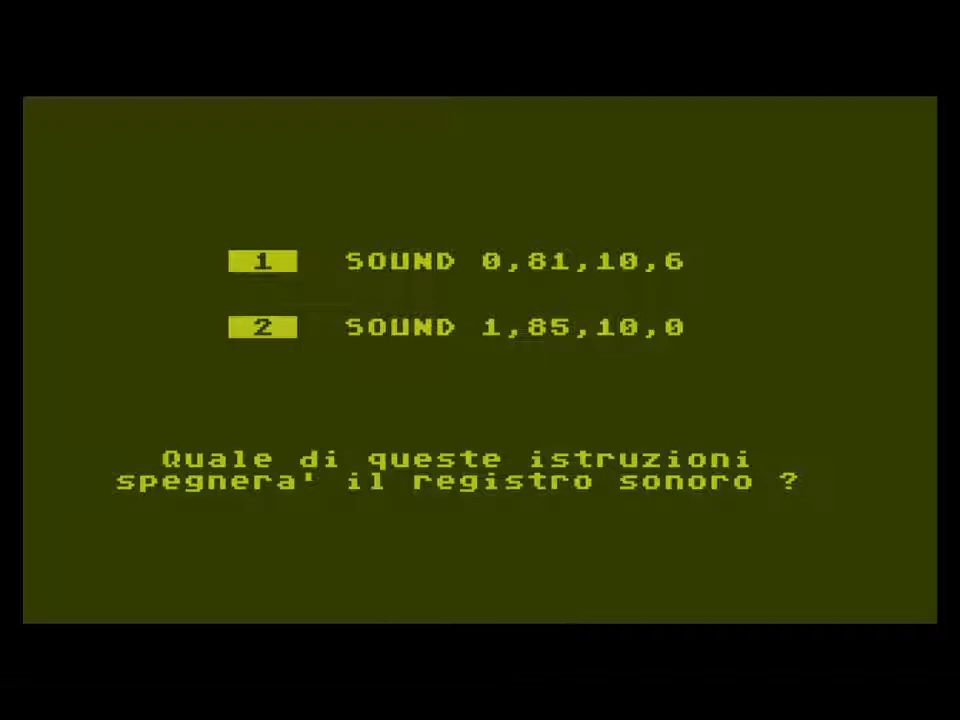 1 SOUND 0,81,10,6
2 SOUND 1,85,10,0
Quale di queste istruzioni
spegnera' il registro sonoro ?